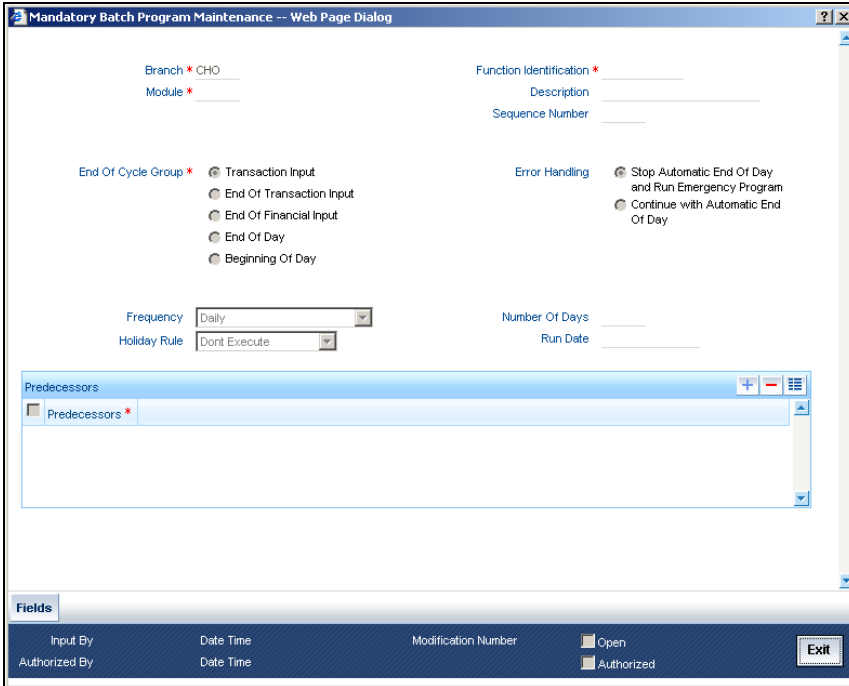 Mandatory Batch Program Maintenance -- Web Page Dialog
Branch * CHO
Function Identification *
Module *
Description
Sequence Number
End Of Cycle Group *
Transaction Input
End Of Transaction Input
End Of Financial Input
End Of Day
Beginning Of Day
Error Handling
Stop Automatic End Of Day
and Run Emergency Program
Continue with Automatic End
Of Day
Frequency Daily
Number Of Days
Holiday Rule Dont Execute
Run Date
Predecessors
Predecessors *
Fields
Input By Date Time Modification Number Open
Authorized By Date Time Authorized
Exit